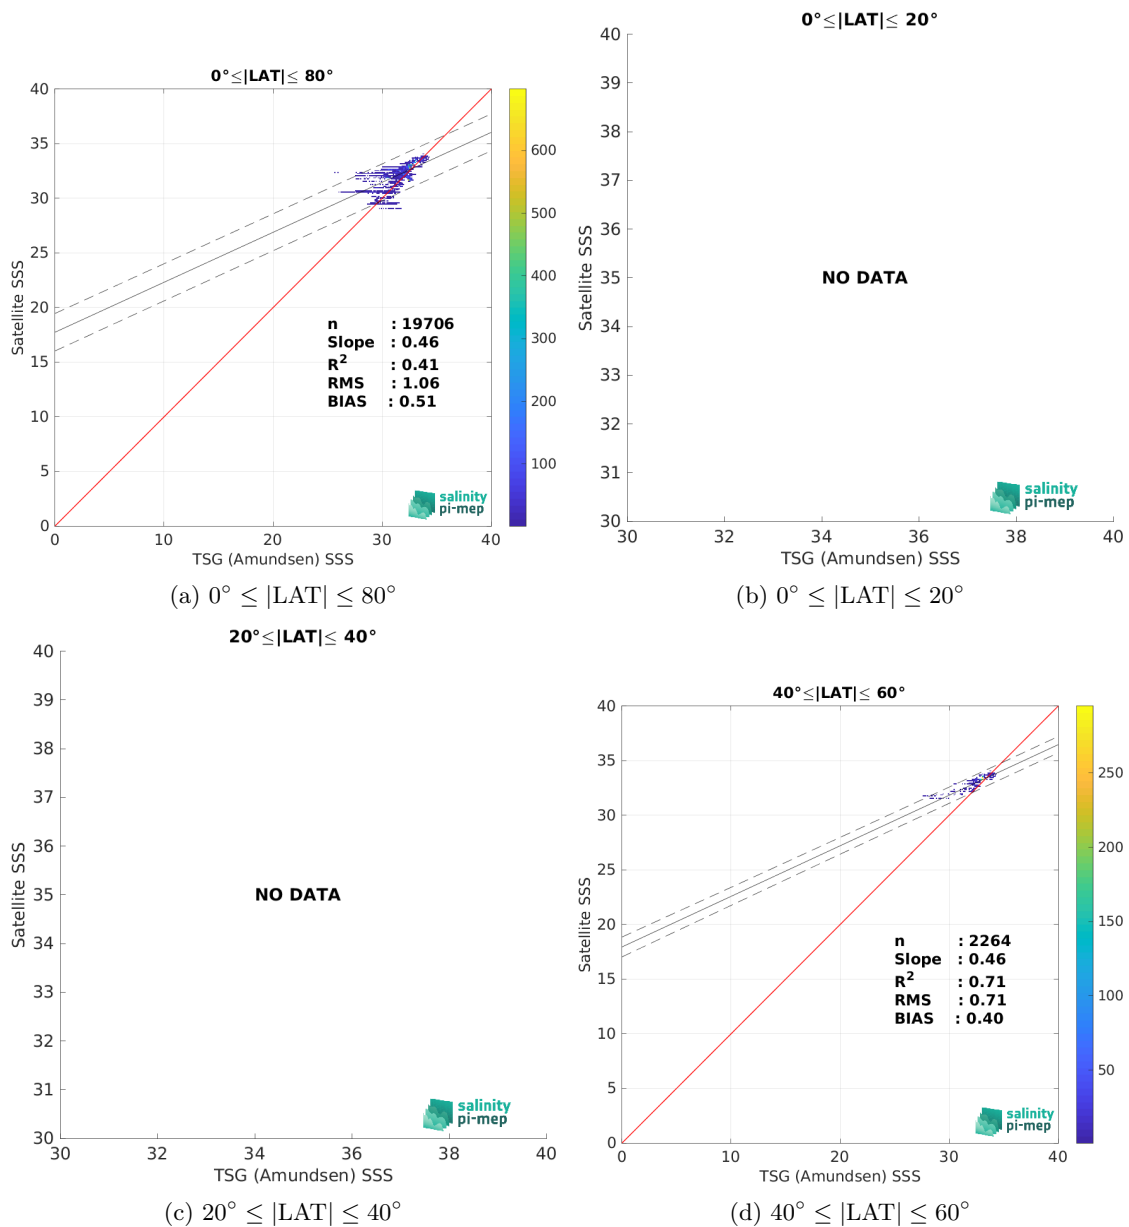 0°≤|LAT|≤ 80°
40
35
30
25
20
15
10
5
0
0
10
20
30
40
Satellite SSS
TSG (Amundsen) SSS
n : 19706
Slope : 0.46
R² : 0.41
RMS : 1.06
BIAS : 0.51
salinity
pi-mep
600
500
400
300
200
100
(a) 0° ≤ |LAT| ≤ 80°
0°≤|LAT|≤ 20°
40
39
38
37
36
35
34
33
32
31
30
30
32
34
36
38
40
Satellite SSS
TSG (Amundsen) SSS
NO DATA
salinity
pi-mep
(b) 0° ≤ |LAT| ≤ 20°
20°≤|LAT|≤ 40°
40
39
38
37
36
35
34
33
32
31
30
30
32
34
36
38
40
Satellite SSS
TSG (Amundsen) SSS
NO DATA
salinity
pi-mep
(c) 20° ≤ |LAT| ≤ 40°
40°≤|LAT|≤ 60°
40
35
30
25
20
15
10
5
0
0
10
20
30
40
Satellite SSS
TSG (Amundsen) SSS
n : 2264
Slope : 0.46
R² : 0.71
RMS : 0.71
BIAS : 0.40
salinity
pi-mep
250
200
150
100
50
(d) 40° ≤ |LAT| ≤ 60°